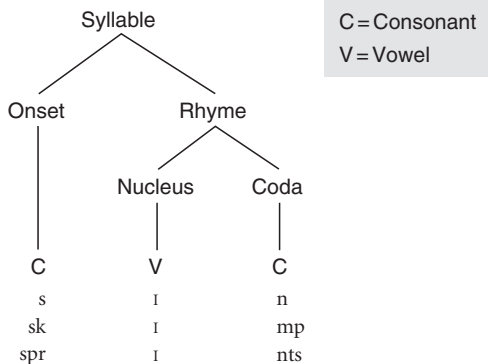 Syllable
C = Consonant
V = Vowel
Onset Rhyme
Nucleus Coda
C V C
s ɪ n
sk ɪ mp
spr ɪ nts